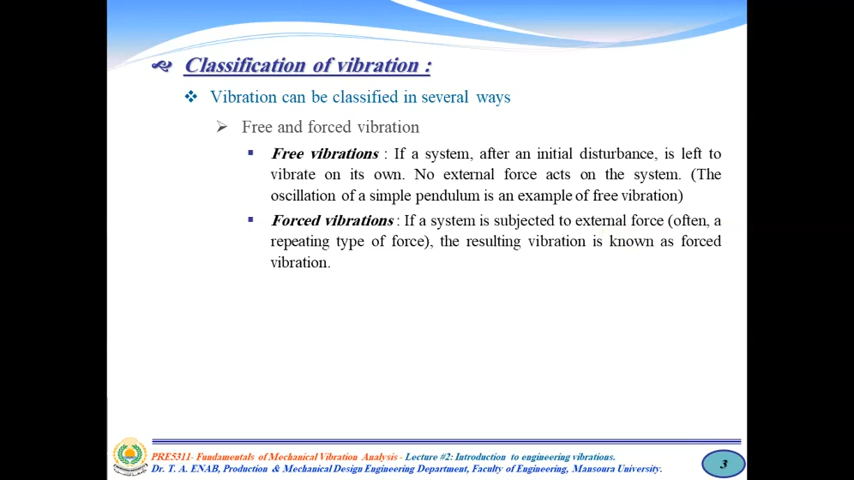 Classification of vibration :
Vibration can be classified in several ways
Free and forced vibration
Free vibrations : If a system, after an initial disturbance, is left to
vibrate on its own. No external force acts on the system. (The
oscillation of a simple pendulum is an example of free vibration)
Forced vibrations : If a system is subjected to external force (often, a
repeating type of force), the resulting vibration is known as forced
vibration.
PRE5311- Fundamentals of Mechanical Vibration Analysis - Lecture #2: Introduction to engineering vibrations.
Dr. T. A. ENAB, Production & Mechanical Design Engineering Department, Faculty of Engineering, Mansoura University.
3